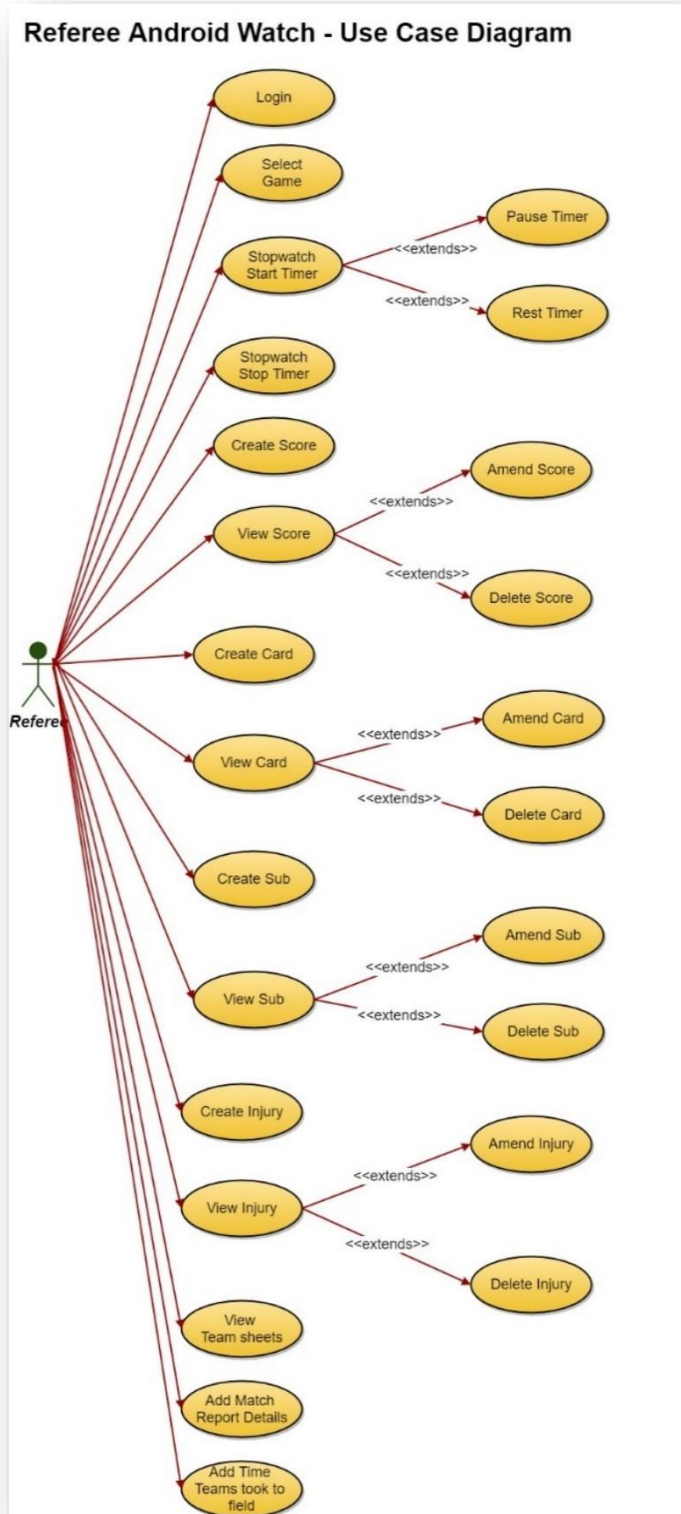 Referee Android Watch - Use Case Diagram
Login
Select
Game
Pause Timer
<<extends>>
Stopwatch
Start Timer
<<extends>>
Rest Timer
Stopwatch
Stop Timer
Create Score
Amend Score
<<extends>>
View Score
<<extends>>
Delete Score
Create Card
Referee
Amend Card
<<extends>>
View Card
<<extends>>
Delete Card
Create Sub
Amend Sub
<<extends>>
View Sub
<<extends>>
Delete Sub
Create Injury
Amend Injury
<<extends>>
View Injury
<<extends>>
Delete Injury
View
Team sheets
Add Match
Report Details
Add Time
Teams took to
field